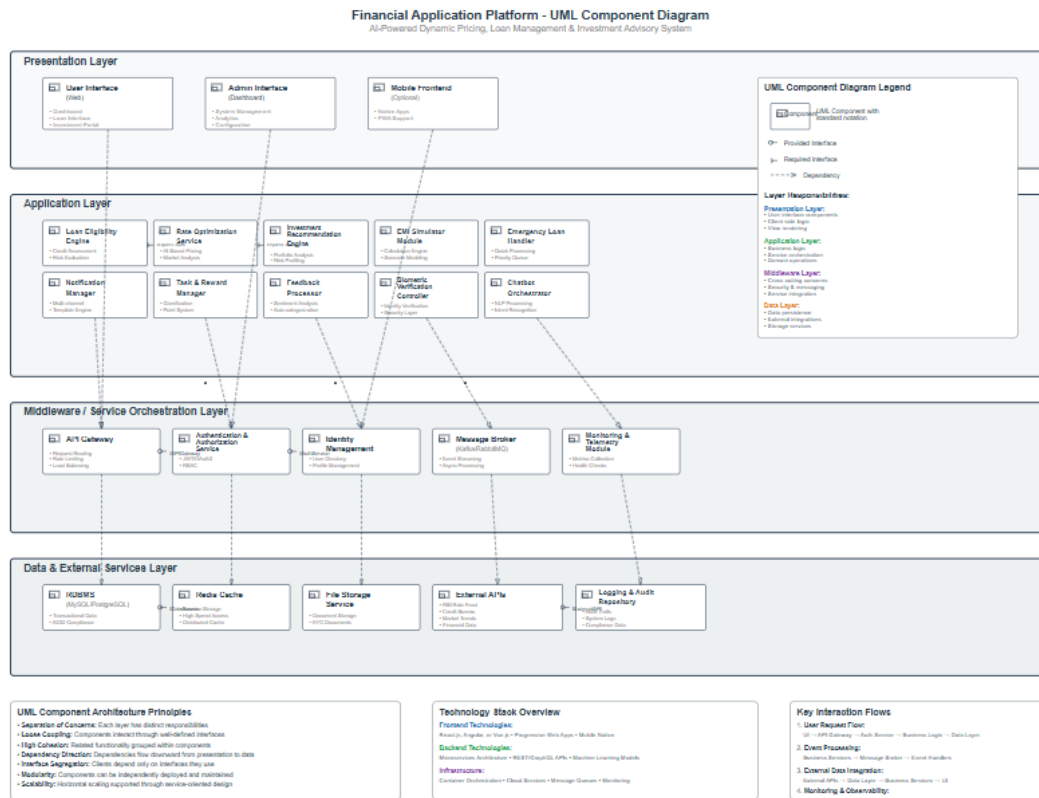 Financial Application Platform - UML Component Diagram
AI-Powered Dynamic Pricing, Loan Management & Investment Advisory System
Presentation Layer
User Interface
(Web)
• Dashboard
• Loan Interface
• Investment Portal
Admin Interface
(Dashboard)
• System Management
• Analytics
• Configuration
Mobile Frontend
(Optional)
• Native Apps
• PWA Support
UML Component Diagram Legend
Component
UML Component with
standard notation
Provided Interface
Required Interface
Dependency
Layer Responsibilities:
Presentation Layer:
• User interface components
• Client side logic
• View rendering
Application Layer:
• Business logic
• Service orchestration
• Domain operations
Middleware Layer:
• Cross cutting concerns
• Security & messaging
• Service integration
Data Layer:
• Data persistence
• External integrations
• Storage services
Application Layer
Loan Eligibility
Engine
• Credit Assessment
• Risk Evaluation
Rate Optimization
Service
• AI-Based Pricing
• Market Analysis
Investment
Recommendation
Engine
• Portfolio Analysis
• Risk Profiling
EMI Simulator
Module
• Calculation Engine
• Scenario Modeling
Emergency Loan
Handler
• Quick Processing
• Priority Queue
Notification
Manager
• Multi-channel
• Template Engine
Task & Reward
Manager
• Gamification
• Point System
Feedback
Processor
• Sentiment Analysis
• Auto-categorization
Biometric
Verification
Controller
• Identity Verification
• Security Layer
Chatbot
Orchestrator
• NLP Processing
• Intent Recognition
Middleware / Service Orchestration Layer
API Gateway
• Request Routing
• Rate Limiting
• Load Balancing
Authentication &
Authorization
Service
• JWT/OAuth2
• RBAC
Identity
Management
• User Directory
• Profile Management
Message Broker
(Kafka/RabbitMQ)
• Event Streaming
• Async Processing
Monitoring &
Telemetry
Module
• Metrics Collection
• Health Checks
Data & External Services Layer
RDBMS
(MySQL/PostgreSQL)
• Transactional Data
• ACID Compliance
Redis Cache
• Session Storage
• High Speed Access
• Distributed Cache
File Storage
Service
• Document Storage
• KYC Documents
External APIs
• RBI Rate Feed
• Credit Bureau
• Market Trends
• Financial Data
Logging & Audit
Repository
• Audit Trails
• System Logs
• Compliance Data
UML Component Architecture Principles
• Separation of Concerns: Each layer has distinct responsibilities
• Loose Coupling: Components interact through well-defined interfaces
• High Cohesion: Related functionality grouped within components
• Dependency Direction: Dependencies flow downward from presentation to data
• Interface Segregation: Clients depend only on interfaces they use
• Modularity: Components can be independently deployed and maintained
• Scalability: Horizontal scaling supported through service-oriented design
Technology Stack Overview
Frontend Technologies:
React.js, Angular, or Vue.js • Progressive Web Apps • Mobile Native
Backend Technologies:
Microservices Architecture • REST/GraphQL APIs • Machine Learning Models
Infrastructure:
Container Orchestration • Cloud Services • Message Queues • Monitoring
Key Interaction Flows
1. User Request Flow:
UI → API Gateway → Auth Service → Business Logic → Data Layer
2. Event Processing:
Business Services → Message Broker → Event Handlers
3. External Data Integration:
External APIs → Data Layer → Business Services → UI
4. Monitoring & Observability: